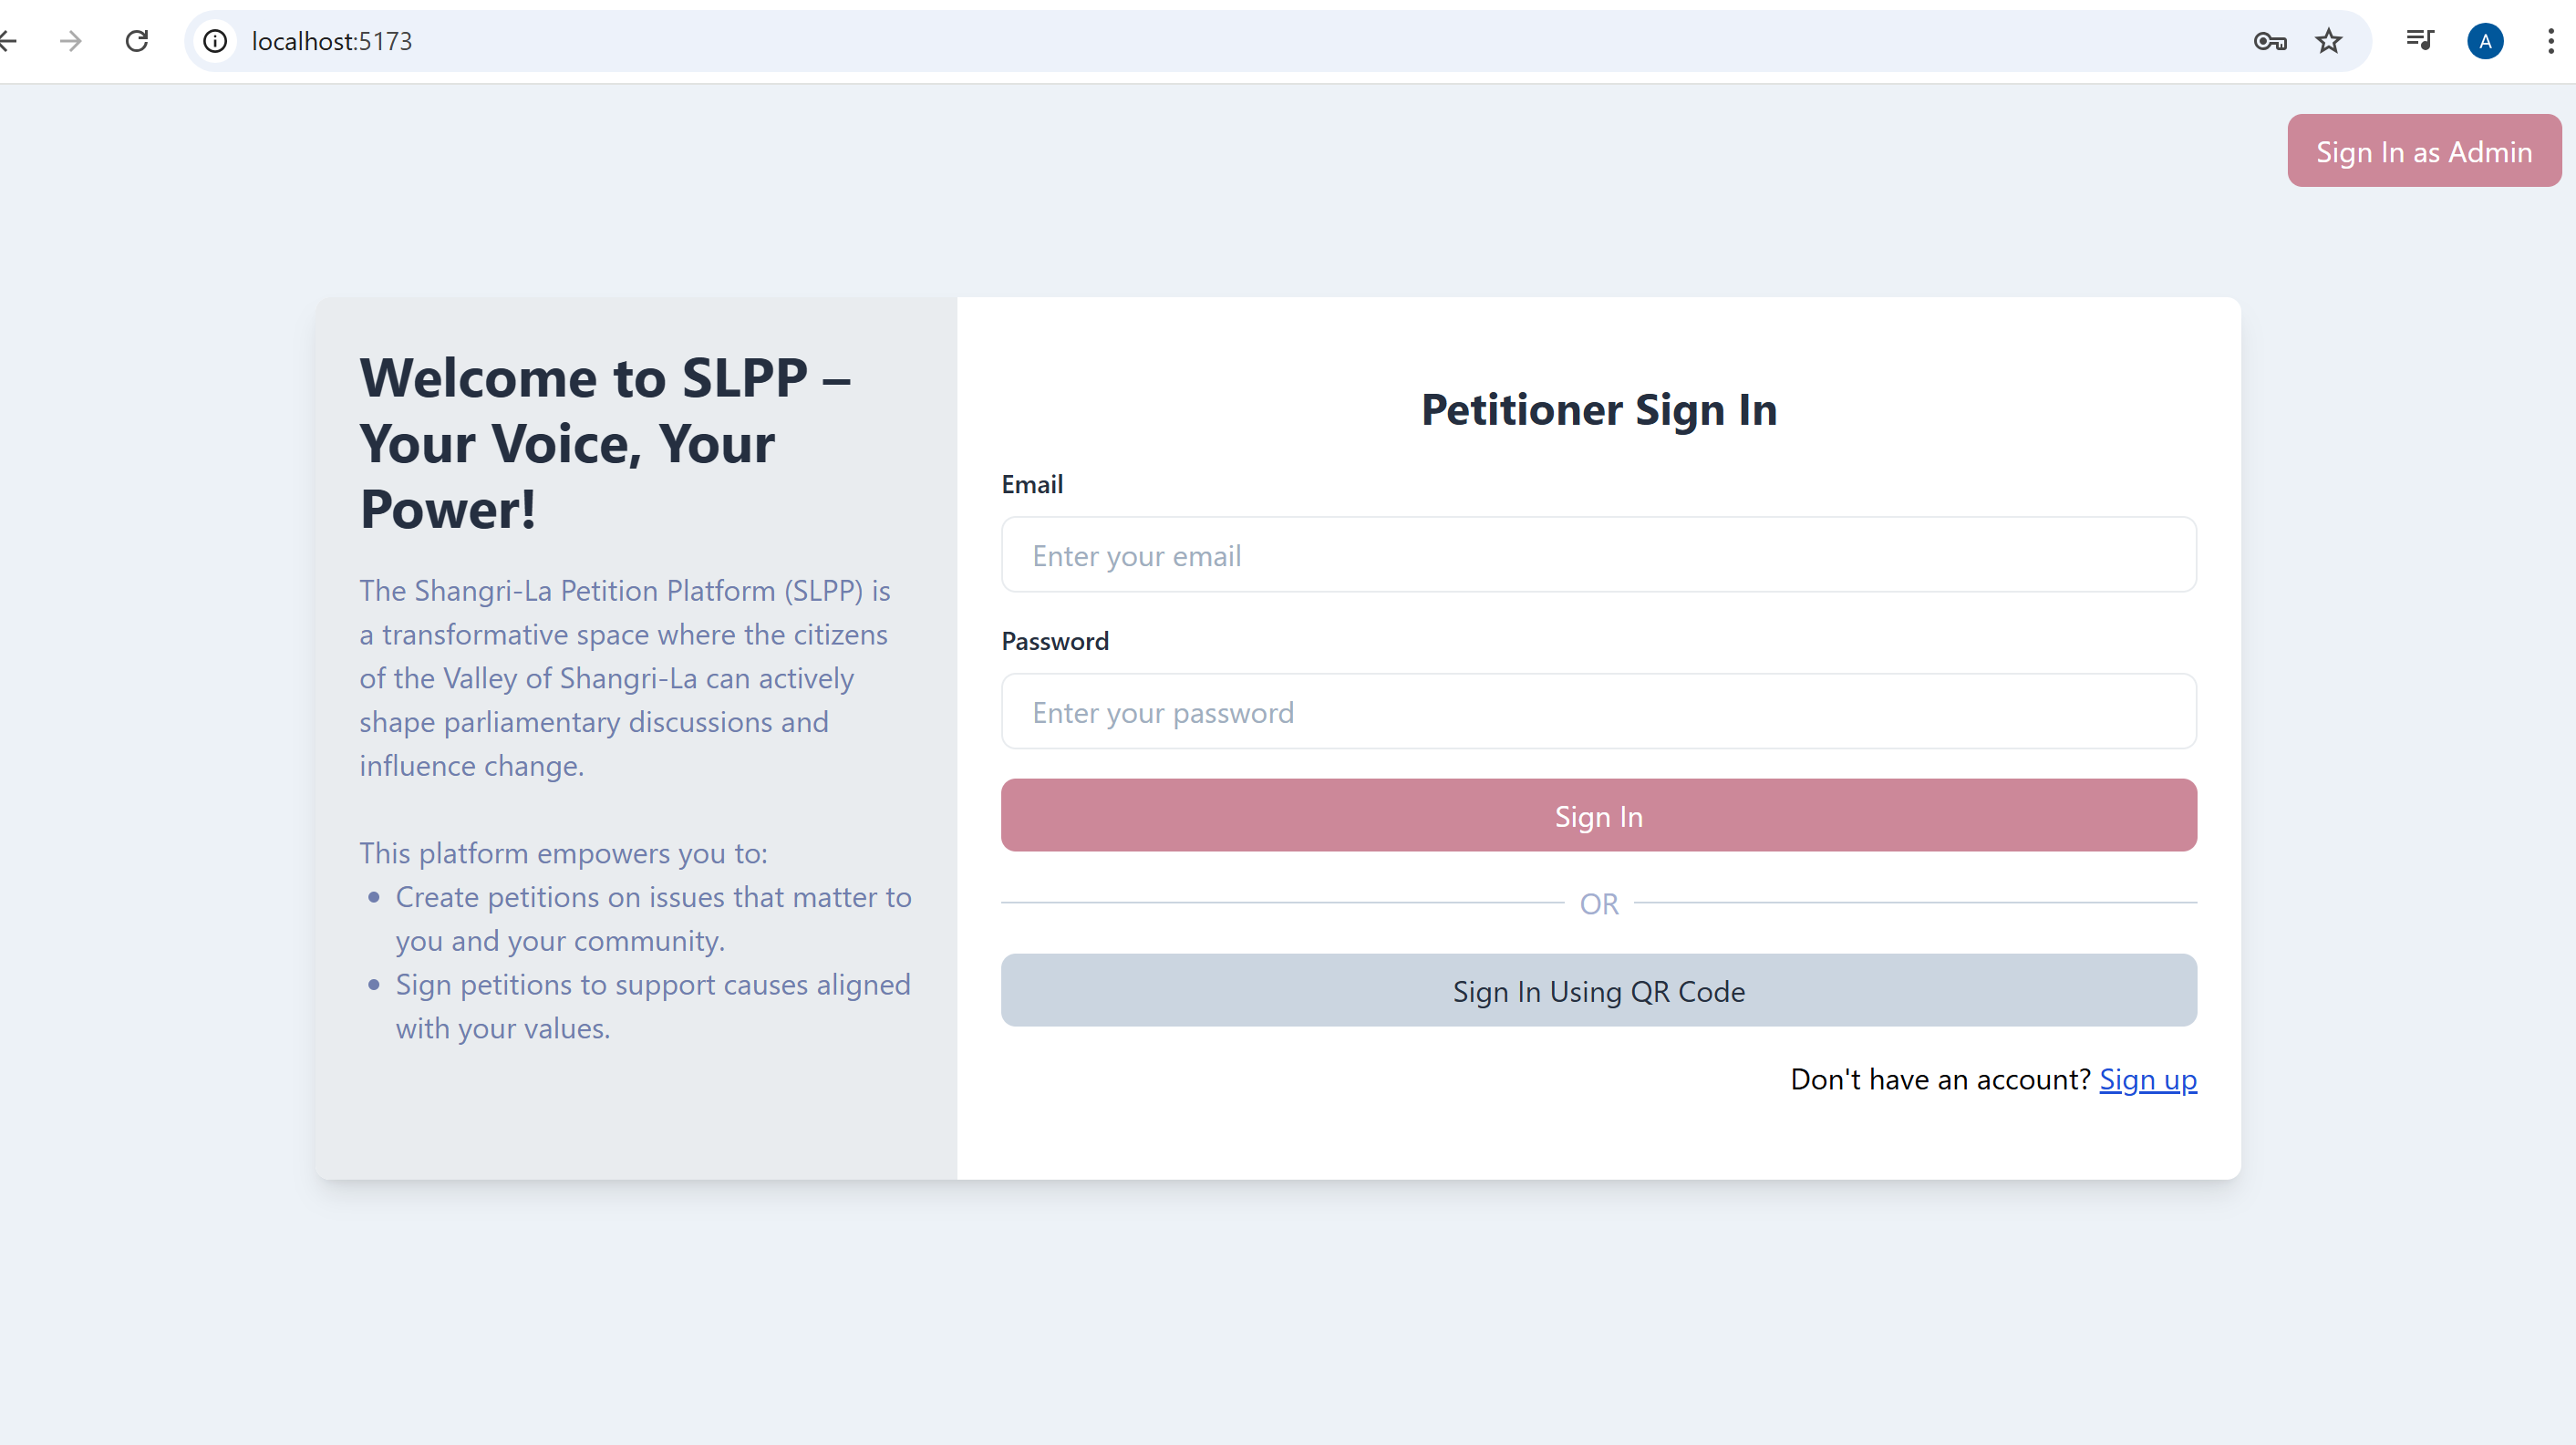 localhost:5173
A
Sign In as Admin
Welcome to SLPP –
Your Voice, Your
Power!
The Shangri-La Petition Platform (SLPP) is
a transformative space where the citizens
of the Valley of Shangri-La can actively
shape parliamentary discussions and
influence change.
This platform empowers you to:
• Create petitions on issues that matter to
you and your community.
• Sign petitions to support causes aligned
with your values.
Petitioner Sign In
Email
Enter your email
Password
Enter your password
Sign In
OR
Sign In Using QR Code
Don't have an account? Sign up